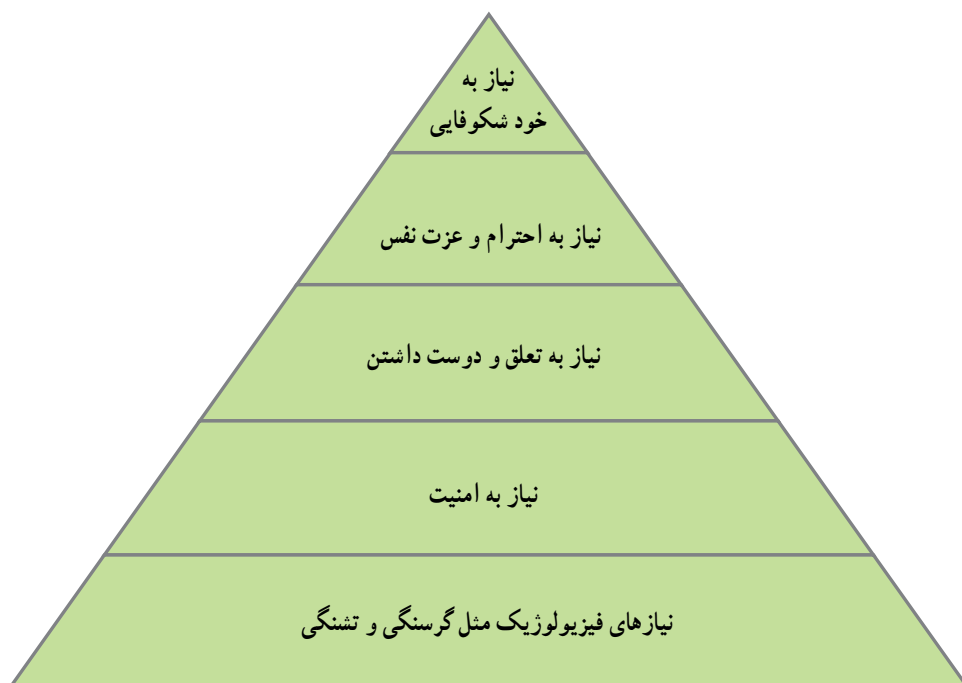 نیاز به
خود شکوفایی
نیاز به احترام و عزت نفس
نیاز به تعلق و دوست داشتن
نیاز به امنیت
نیازهای فیزیولوژیک مثل گرسنگی و تشنگی